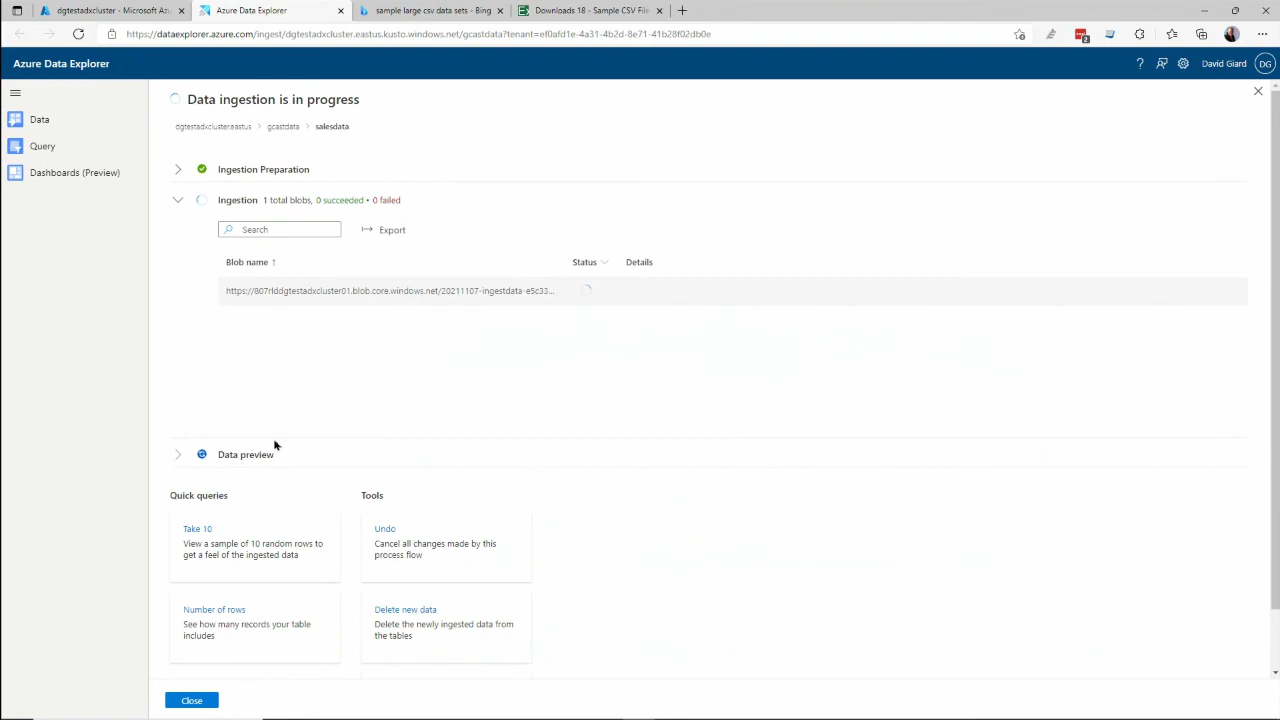 dgtestadxcluster - Microsoft Azu
Azure Data Explorer
sample large csv data sets - Bing
Downloads 18 - Sample CSV File
https://dataexplorer.azure.com/ingest/dgtestadxcluster.eastus.kusto.windows.net/gcastdata?tenant=ef0afd1e-4a31-4b2d-8e71-41b28f02db0e
2
Azure Data Explorer
? David Giard DG
Data
Query
Dashboards (Preview)
Data ingestion is in progress
dgtestadxclustereastus > gcastdata > salesdata
Ingestion Preparation
Ingestion 1 total blobs, 0 succeeded • 0 failed
Search
Export
Blob name ↑ Status Details
https://807rlddgtestadxcluster01.blob.core.windows.net/20211107-ingestdata-e5c33...
Data preview
Quick queries
Take 10
View a sample of 10 random rows to
get a feel of the ingested data
Number of rows
See how many records your table
includes
Tools
Undo
Cancel all changes made by this
process flow
Delete new data
Delete the newly ingested data from
the tables
Close